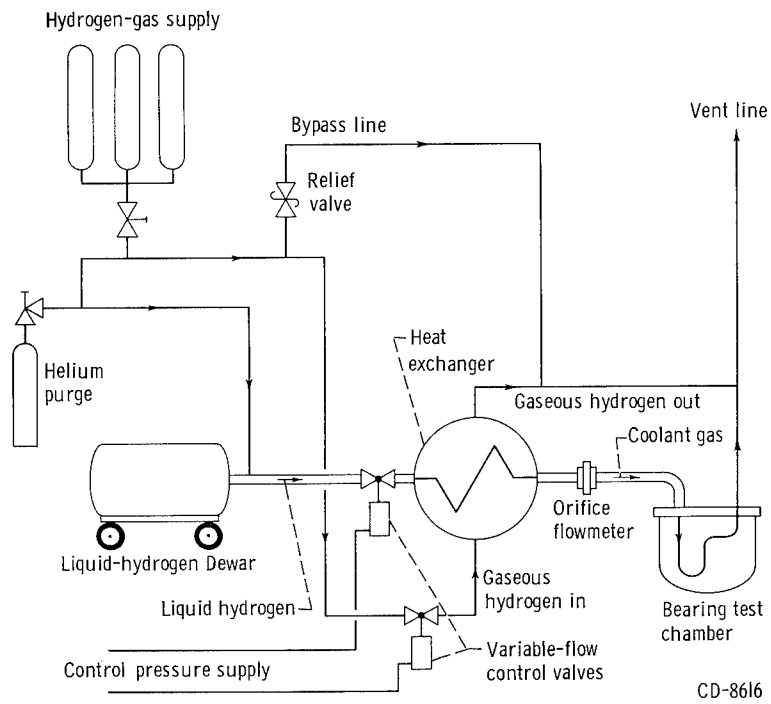 Hydrogen-gas supply
Vent line
Bypass line
Relief
valve
Heat
exchanger
Helium
purge
Gaseous hydrogen out
Coolant gas
Orifice
flowmeter
Liquid-hydrogen Dewar
Liquid hydrogen
Gaseous
hydrogen in
Bearing test
chamber
Control pressure supply
Variable-flow
control valves
CD-8616